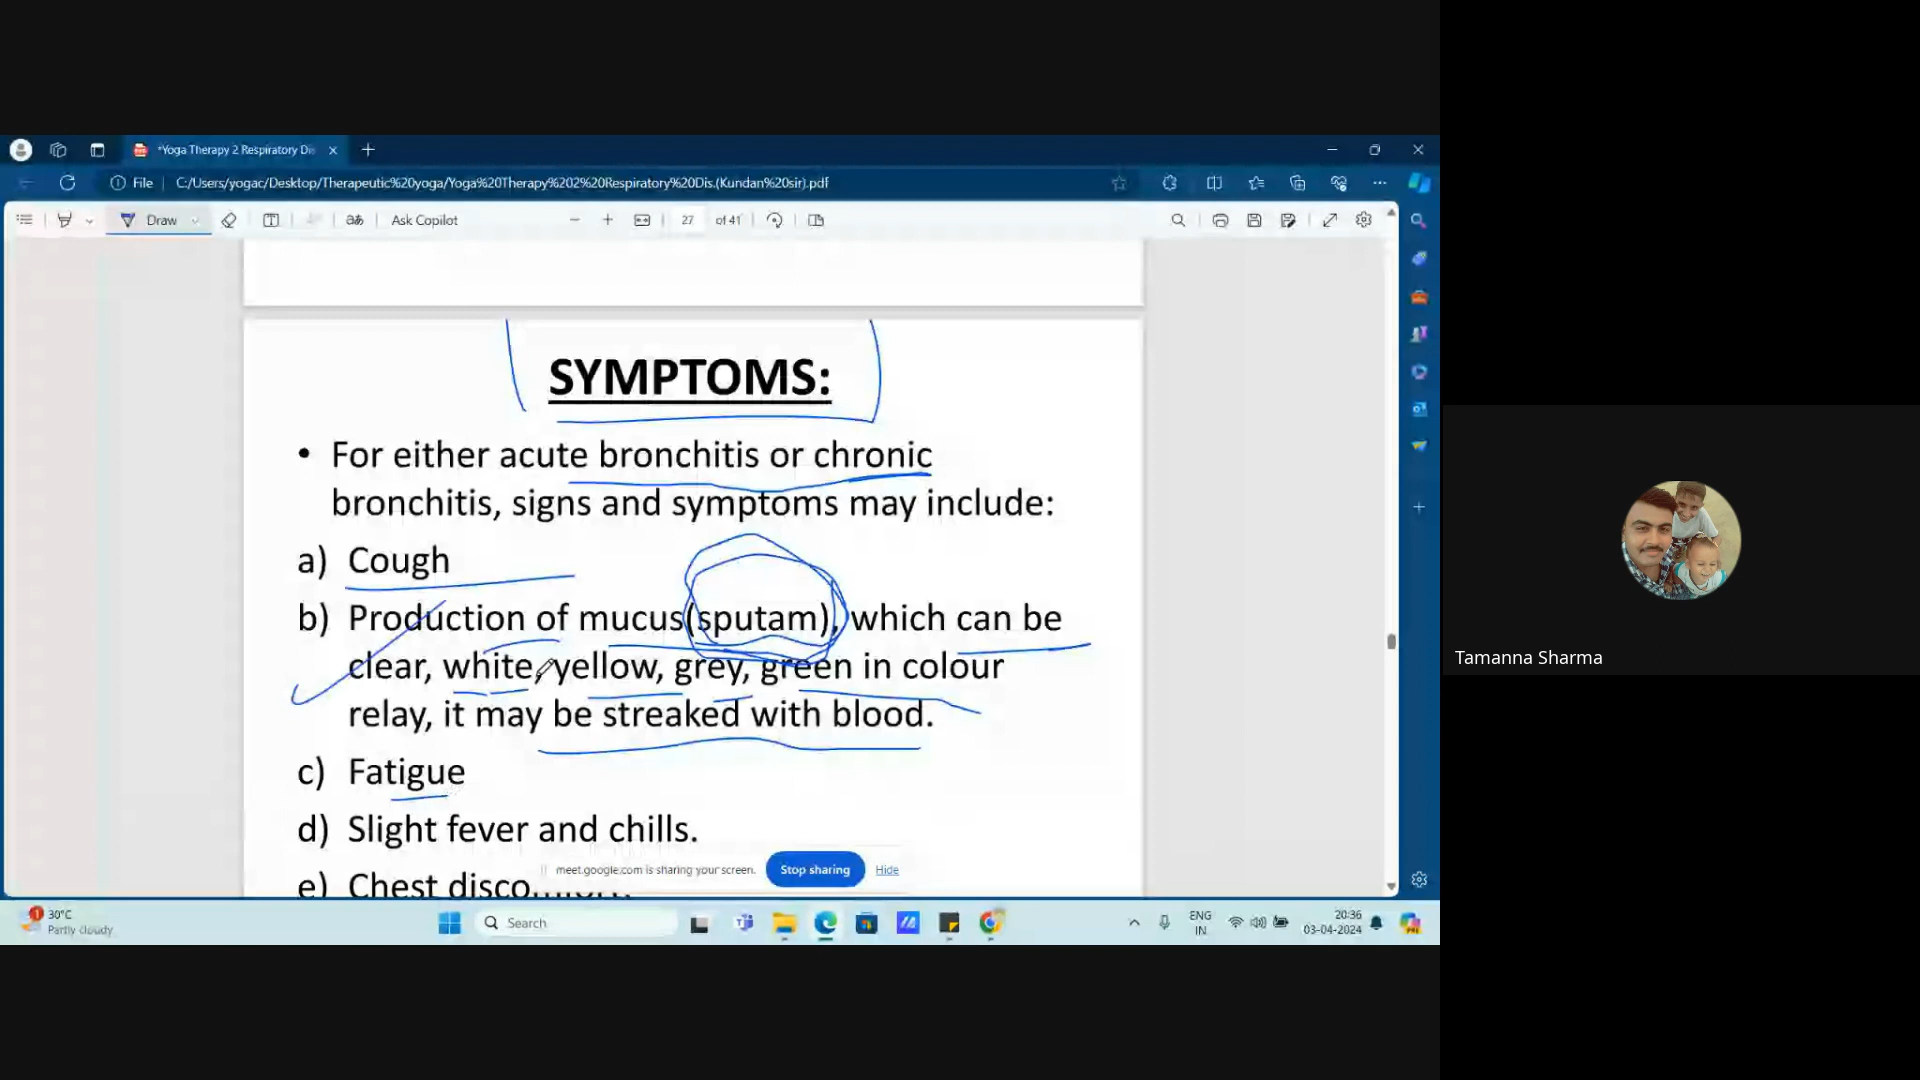 *Yoga Therapy 2 Respiratory Di
File C:/Users/yogac/Desktop/Therapeutic%20yoga/Yoga%20Therapy%202%20Respiratory%20Dis.(Kundan%20sir).pdf
Draw
Ask Copilot
27 of 41
SYMPTOMS:
• For either acute bronchitis or chronic
bronchitis, signs and symptoms may include:
a) Cough
b) Production of mucus(sputam), which can be
clear, white, yellow, grey, green in colour
relay, it may be streaked with blood.
c) Fatigue
d) Slight fever and chills.
e) Chest
meet.google.com is sharing your screen.
Stop sharing
Hide
Tamanna Sharma
1
30°C
Partly cloudy
Search
ENG
IN
20:36
03-04-2024